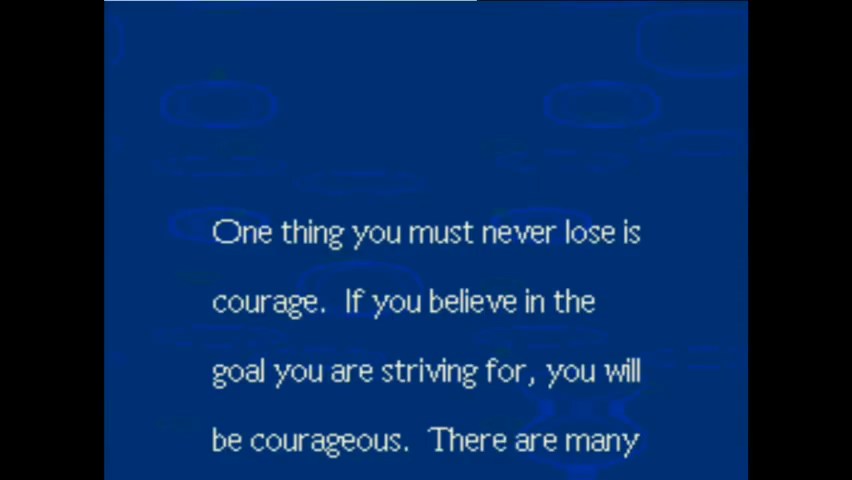 One thing you must never lose is
courage. If you believe in the
goal you are striving for, you will
be courageous. There are many